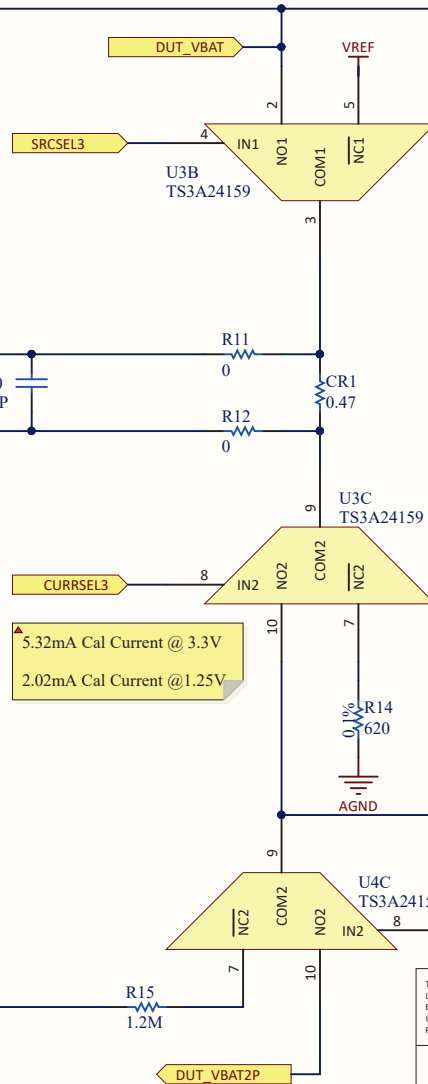 DUT_VBAT
VREF
2
5
SRCSEL3
4
IN1
NO1
COM1
NC1
U3B
TS3A24159
3
R11
0
CR1
0.47
R12
0
9
U3C
TS3A24159
CURRSEL3
8
IN2
NO2
COM2
NC2
10
7
5.32mA Cal Current @ 3.3V
2.02mA Cal Current @1.25V
0.1%
R14
620
AGND
9
U4C
NC2
COM2
NO2
IN2
8
7
10
R15
1.2M
DUT_VBAT2P